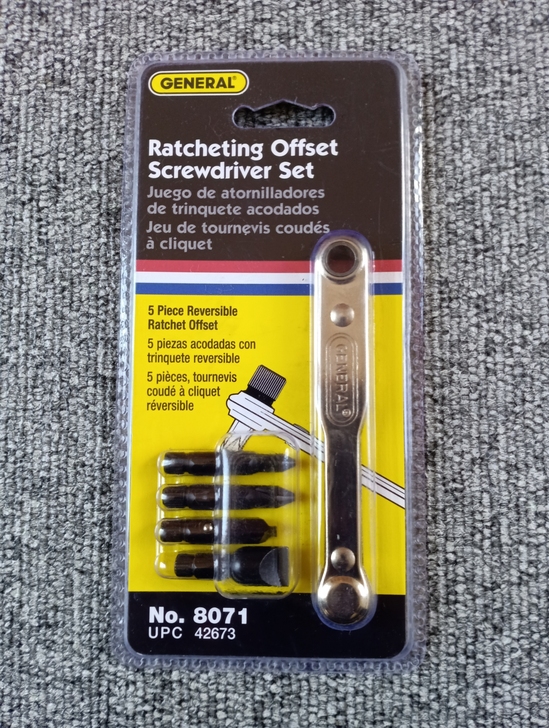 GENERAL®
Ratcheting Offset
Screwdriver Set
Juego de atornilladores
de trinquete acodados
Jeu de tournevis coudés
à cliquet
5 Piece Reversible
Ratchet Offset
5 piezas acodadas con
trinquete reversible
5 pièces, tournevis
coudé à cliquet
réversible
GENERAL®
No. 8071
UPC 42673